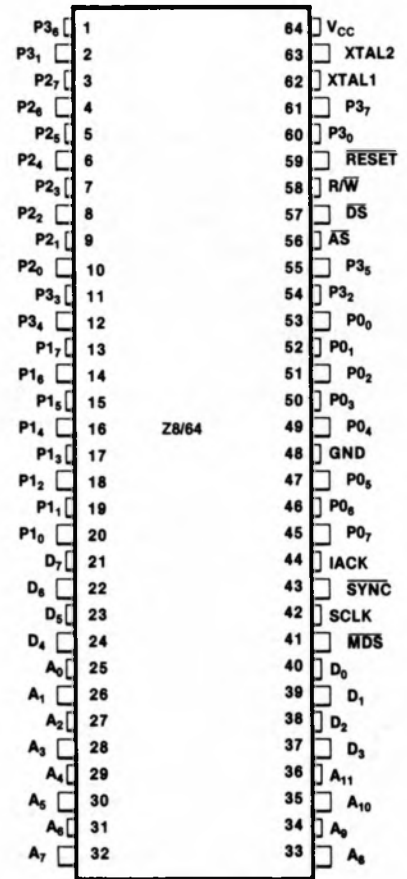 P3₆ 1 64 V_CC
P3₁ 2 63 XTAL2
P2₇ 3 62 XTAL1
P2₆ 4 61 P3₇
P2₅ 5 60 P3₀
P2₄ 6 59 R̅E̅S̅E̅T̅
P2₃ 7 58 R/W̅
P2₂ 8 57 D̅S̅
P2₁ 9 56 A̅S̅
P2₀ 10 55 P3₅
P3₃ 11 54 P3₂
P3₄ 12 53 P0₀
P1₇ 13 52 P0₁
P1₆ 14 51 P0₂
P1₅ 15 50 P0₃
P1₄ 16 Z8/64 49 P0₄
P1₃ 17 48 GND
P1₂ 18 47 P0₅
P1₁ 19 46 P0₆
P1₀ 20 45 P0₇
D₇ 21 44 IACK
D₆ 22 43 S̅Y̅N̅C̅
D₅ 23 42 SCLK
D₄ 24 41 M̅D̅S̅
A₀ 25 40 D₀
A₁ 26 39 D₁
A₂ 27 38 D₂
A₃ 28 37 D₃
A₄ 29 36 A₁₁
A₅ 30 35 A₁₀
A₆ 31 34 A₉
A₇ 32 33 A₈